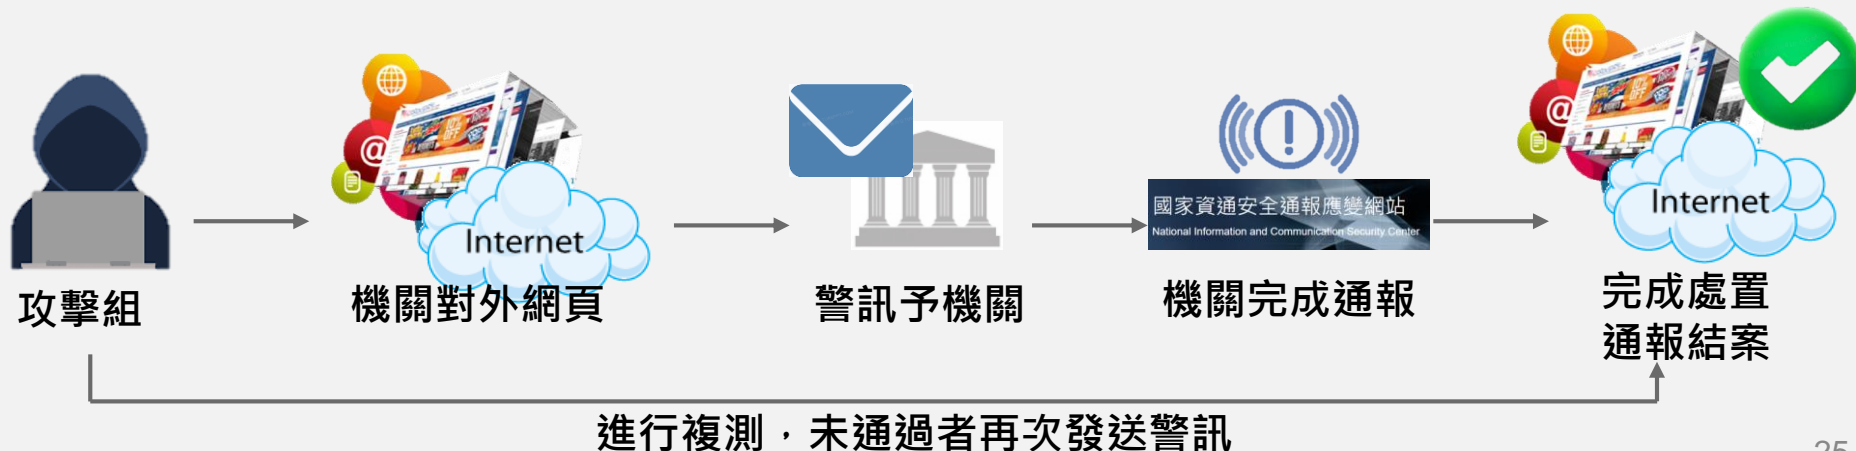 Internet
Internet
國家資通安全通報應變網站
National Information and Communication Security Center
攻擊組
機關對外網頁
警訊予機關
機關完成通報
完成處置
通報結案
進行複測，未通過者再次發送警訊
25